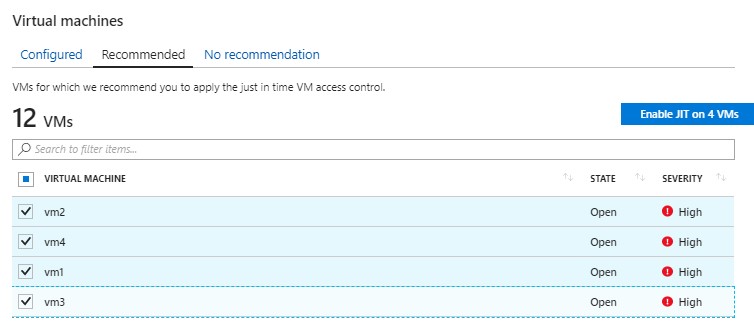 Virtual machines
Configured Recommended No recommendation
VMs for which we recommend you to apply the just in time VM access control.
12 VMs Enable JIT on 4 VMs
Search to filter items...
VIRTUAL MACHINE STATE SEVERITY
vm2 Open High
vm4 Open High
vm1 Open High
vm3 Open High